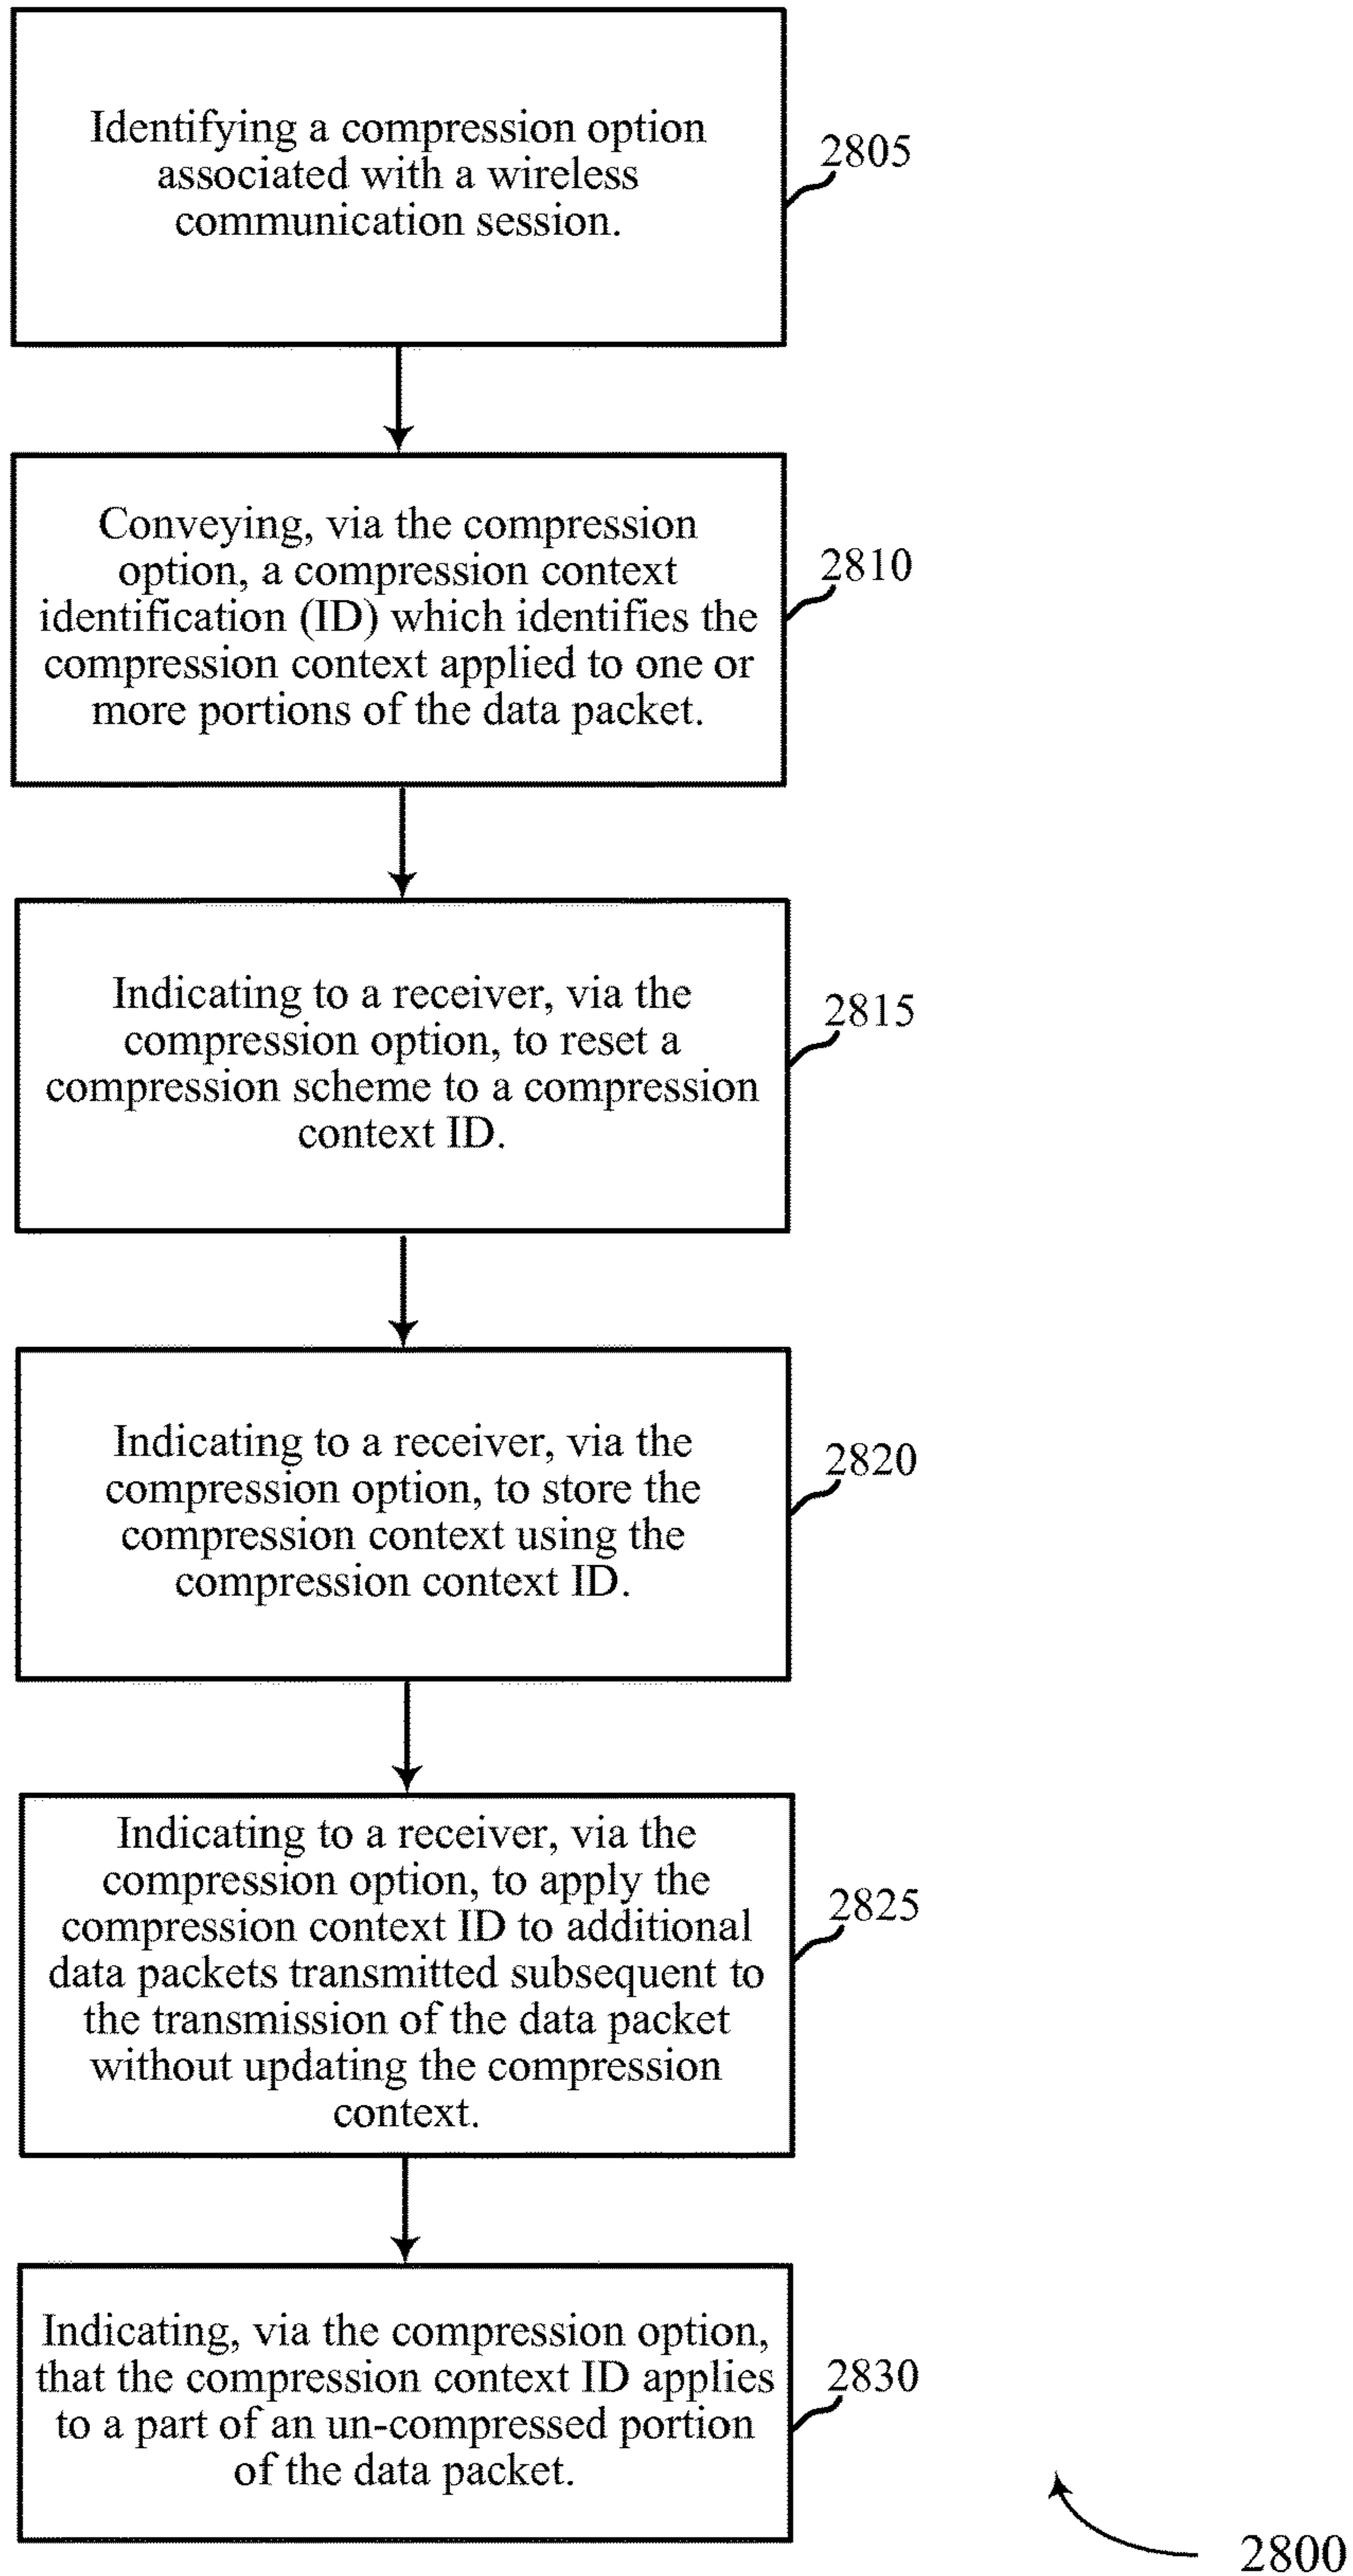 Identifying a compression option
associated with a wireless
communication session.
2805
Conveying, via the compression
option, a compression context
identification (ID) which identifies the
compression context applied to one or
more portions of the data packet.
2810
Indicating to a receiver, via the
compression option, to reset a
compression scheme to a compression
context ID.
2815
Indicating to a receiver, via the
compression option, to store the
compression context using the
compression context ID.
2820
Indicating to a receiver, via the
compression option, to apply the
compression context ID to additional
data packets transmitted subsequent to
the transmission of the data packet
without updating the compression
context.
2825
Indicating, via the compression option,
that the compression context ID applies
to a part of an un-compressed portion
of the data packet.
2830
2800